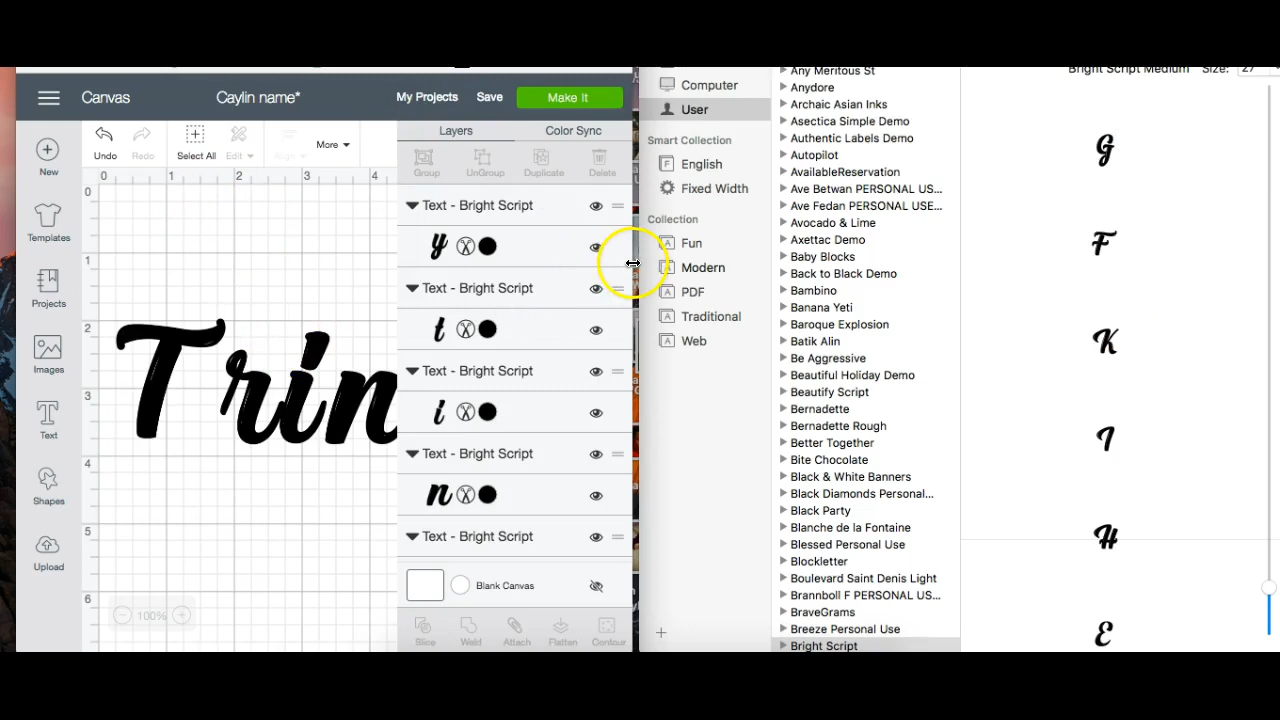 Canvas
Caylin name*
My Projects
Save
Make It
New
Templates
Projects
Images
Text
Shapes
Upload
Undo
Redo
Select All
Edit
Align
More
0 1 2 3 4
0
1
2
3
4
5
6
Trin
100%
Layers
Color Sync
Group
UnGroup
Duplicate
Delete
Text - Bright Script
y
Text - Bright Script
t
Text - Bright Script
i
Text - Bright Script
n
Text - Bright Script
Blank Canvas
Slice
Weld
Attach
Flatten
Contour
Computer
User
Smart Collection
English
Fixed Width
Collection
Fun
Modern
PDF
Traditional
Web
Any Meritous St
Anydore
Archaic Asian Inks
Asectica Simple Demo
Authentic Labels Demo
Autopilot
AvailableReservation
Ave Betwan PERSONAL US...
Ave Fedan PERSONAL USE...
Avocado & Lime
Axettac Demo
Baby Blocks
Back to Black Demo
Bambino
Banana Yeti
Baroque Explosion
Batik Alin
Be Aggressive
Beautiful Holiday Demo
Beautify Script
Bernadette
Bernadette Rough
Better Together
Bite Chocolate
Black & White Banners
Black Diamonds Personal...
Black Party
Blanche de la Fontaine
Blessed Personal Use
Blockletter
Boulevard Saint Denis Light
Brannboll F PERSONAL US...
BraveGrams
Breeze Personal Use
Bright Script
Bright Script Medium Size: 27
G
F
K
I
H
E